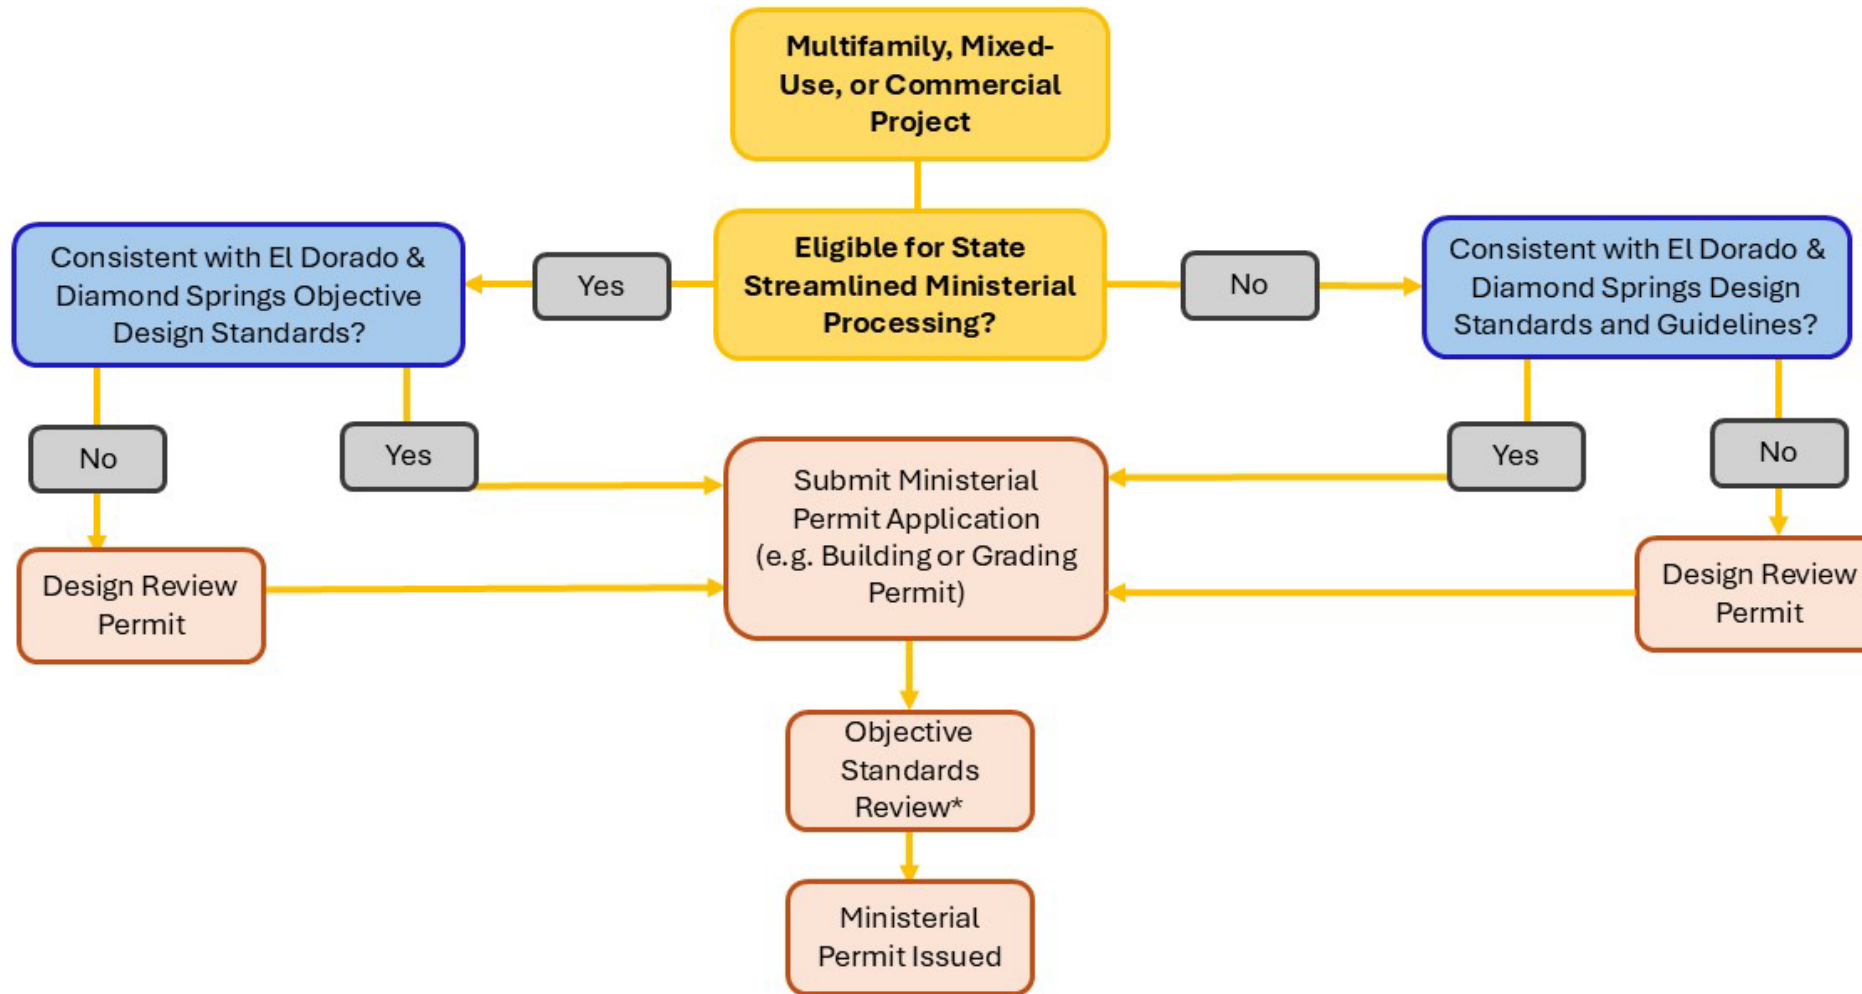 Multifamily, Mixed-
Use, or Commercial
Project
Eligible for State
Streamlined Ministerial
Processing?
Yes
No
Consistent with El Dorado &
Diamond Springs Objective
Design Standards?
Consistent with El Dorado &
Diamond Springs Design
Standards and Guidelines?
No
Yes
Yes
No
Submit Ministerial
Permit Application
(e.g. Building or Grading
Permit)
Design Review
Permit
Design Review
Permit
Objective
Standards
Review*
Ministerial
Permit Issued